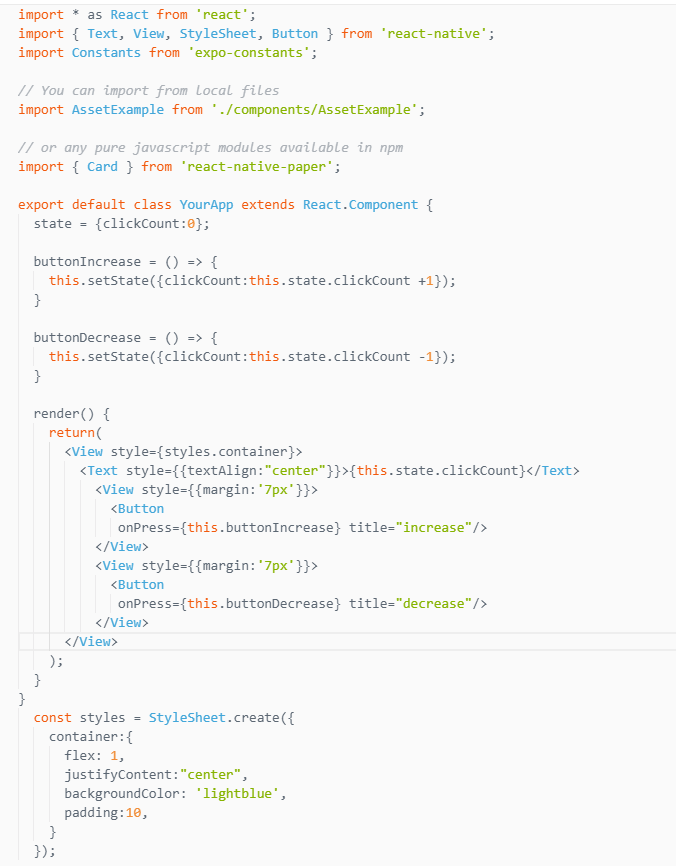 import * as React from 'react';
import { Text, View, StyleSheet, Button } from 'react-native';
import Constants from 'expo-constants';

// You can import from local files
import AssetExample from './components/AssetExample';

// or any pure javascript modules available in npm
import { Card } from 'react-native-paper';

export default class YourApp extends React.Component {
  state = {clickCount:0};

  buttonIncrease = () => {
    this.setState({clickCount:this.state.clickCount +1});
  }

  buttonDecrease = () => {
    this.setState({clickCount:this.state.clickCount -1});
  }

  render() {
    return(
      <View style={styles.container}>
        <Text style={{textAlign:"center"}}>{this.state.clickCount}</Text>
          <View style={{margin:'7px'}}>
            <Button
             onPress={this.buttonIncrease} title="increase"/>
          </View>
          <View style={{margin:'7px'}}>
            <Button
             onPress={this.buttonDecrease} title="decrease"/>
          </View>
      </View>
    );
  }
}
  const styles = StyleSheet.create({
    container:{
      flex: 1,
      justifyContent:"center",
      backgroundColor: 'lightblue',
      padding:10,
    }
  });